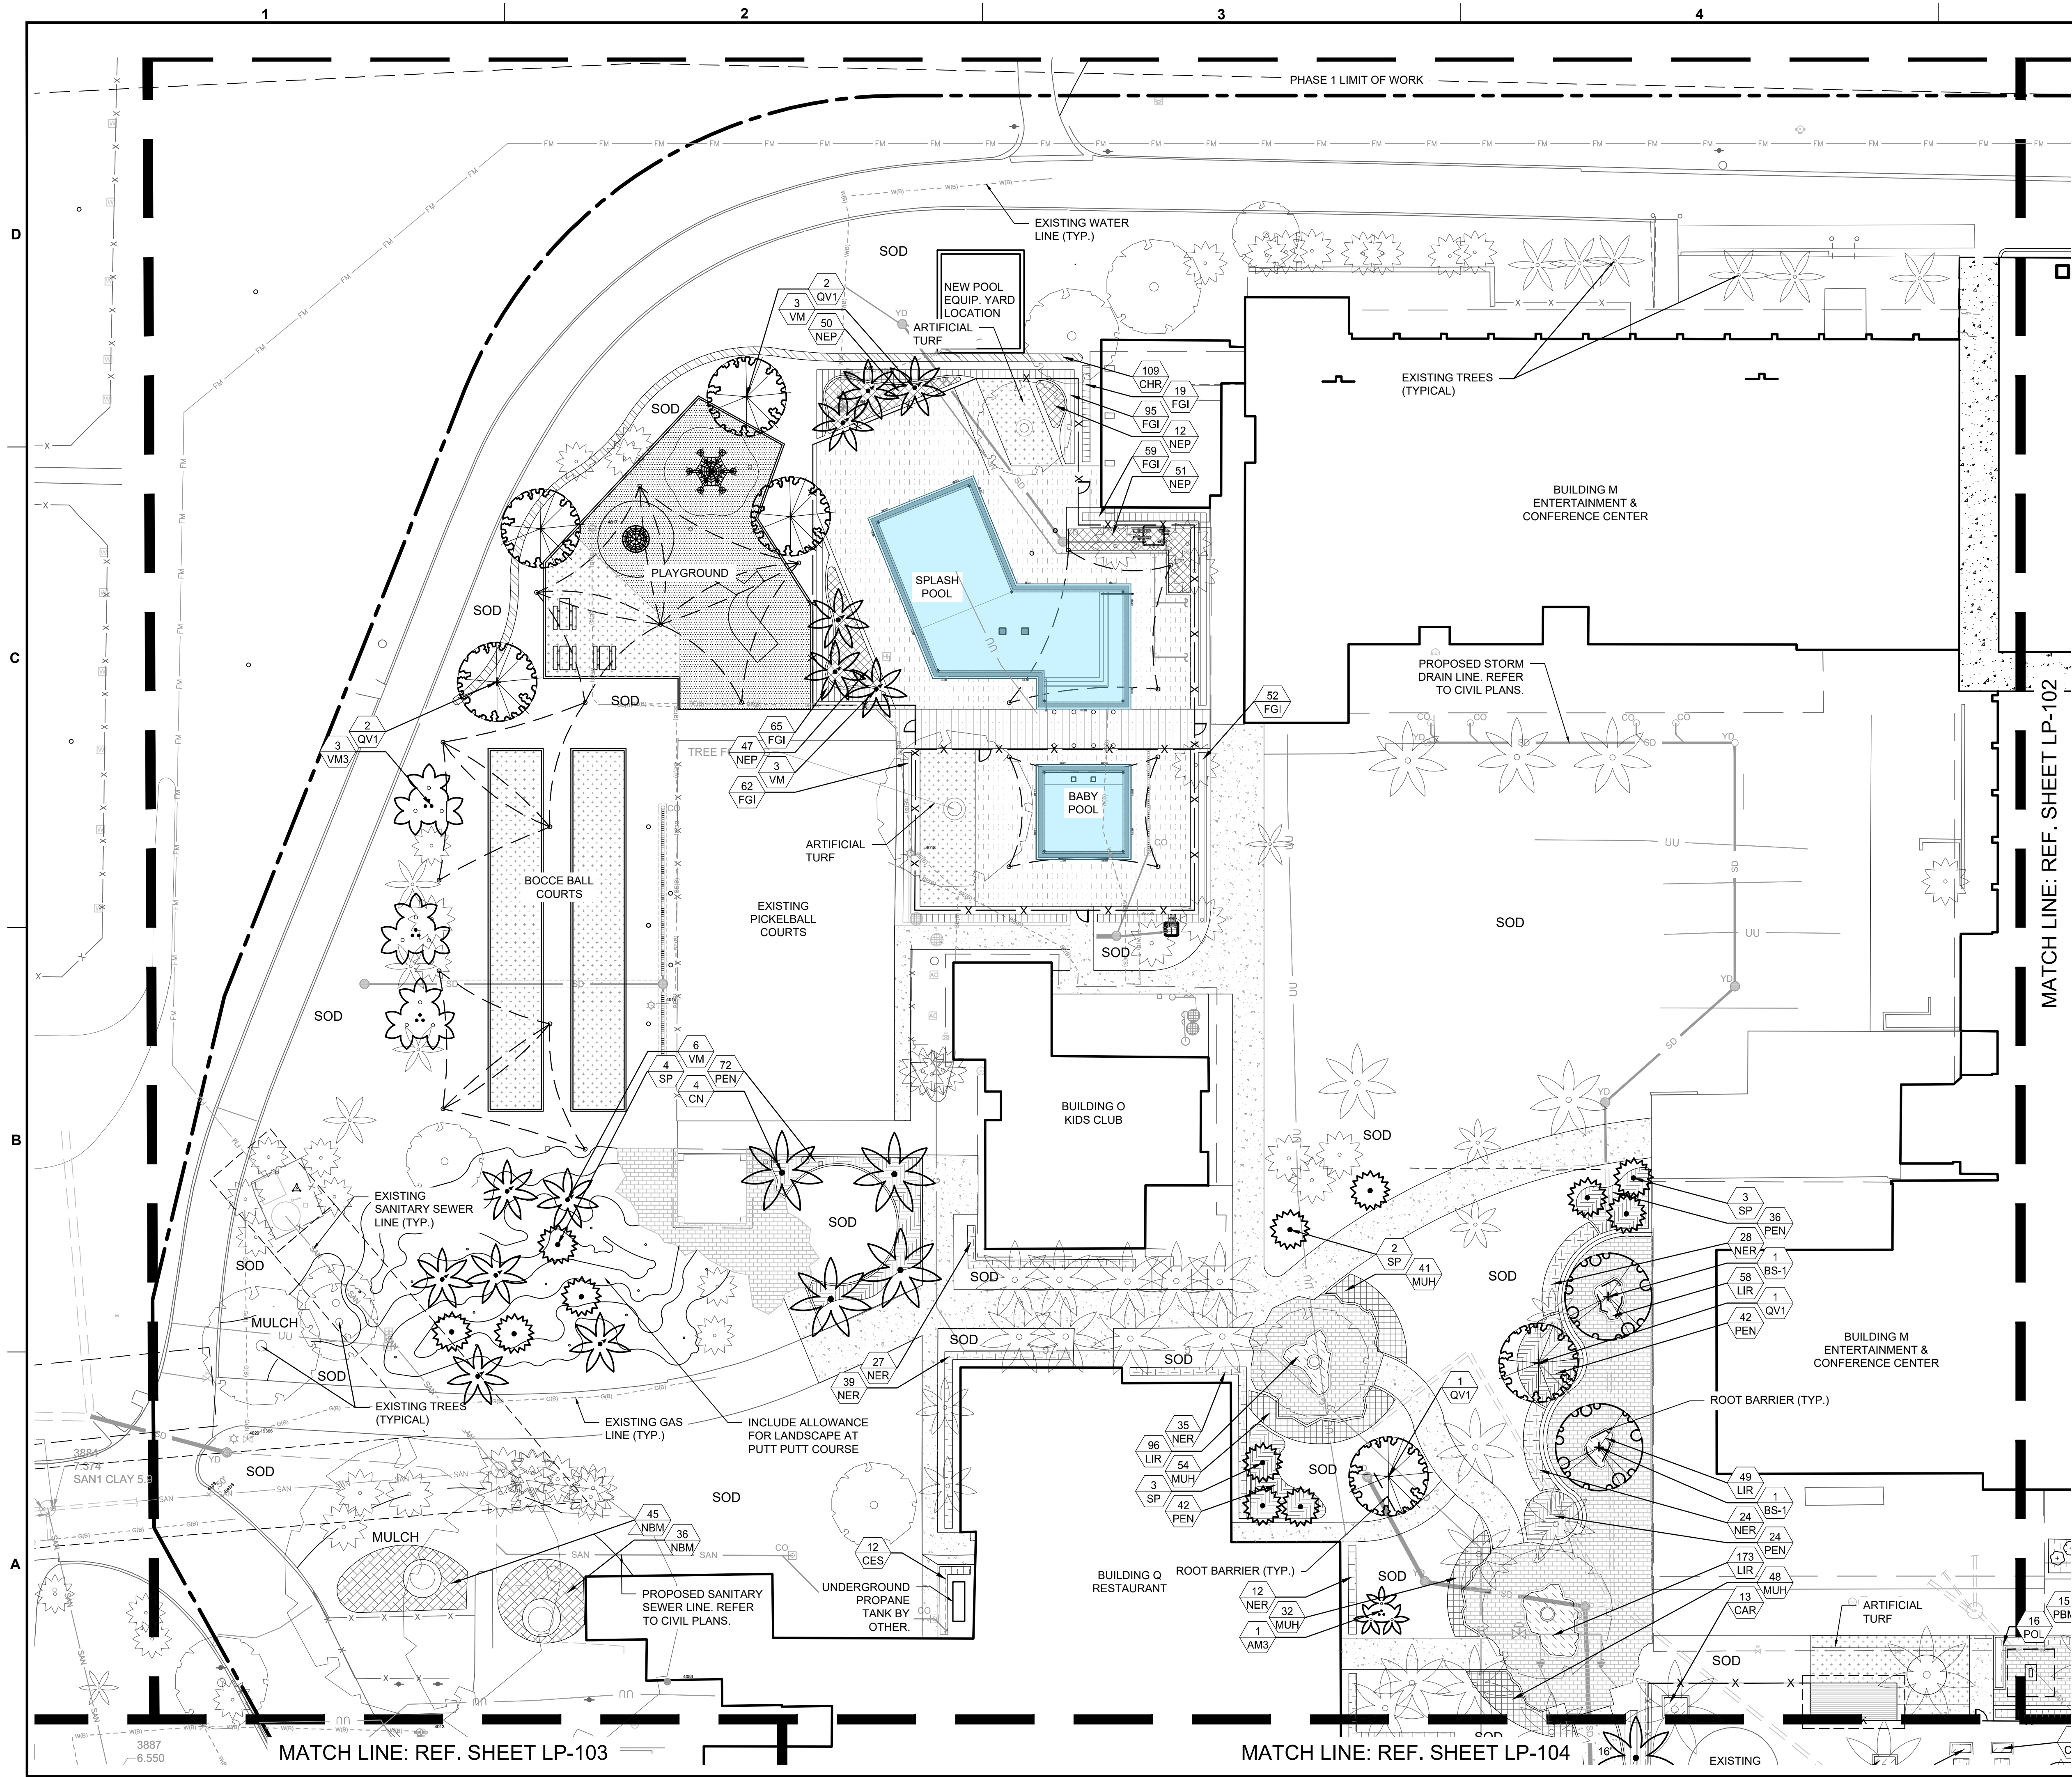 1
2
3
4
PHASE 1 LIMIT OF WORK
D
EXISTING WATER
LINE (TYP.)
SOD
NEW POOL
EQUIP. YARD
LOCATION
ARTIFICIAL
TURF
2
QV1
3
VM
50
NEP
YD
SOD
109
CHR
19
FGI
95
FGI
12
NEP
59
FGI
51
NEP
EXISTING TREES
(TYPICAL)
BUILDING M
ENTERTAINMENT &
CONFERENCE CENTER
C
PLAYGROUND
SPLASH
POOL
SOD
SOD
PROPOSED STORM
DRAIN LINE. REFER
TO CIVIL PLANS.
MATCH LINE: REF. SHEET LP-102
2
QV1
3
VM3
65
FGI
47
NEP
3
VM
62
FGI
52
FGI
TREE F
BABY
POOL
ARTIFICIAL
TURF
BOCCE BALL
COURTS
EXISTING
PICKELBALL
COURTS
SOD
SOD
SOD
B
6
VM
4
SP
72
PEN
4
CN
BUILDING O
KIDS CLUB
SOD
EXISTING
SANITARY SEWER
LINE (TYP.)
SOD
SOD
MULCH
SOD
SOD
SOD
SOD
SOD
2
SP
41
MUH
3
SP
36
PEN
28
NER
1
BS-1
58
LIR
1
QV1
42
PEN
BUILDING M
ENTERTAINMENT &
CONFERENCE CENTER
27
NER
39
NER
EXISTING TREES
(TYPICAL)
EXISTING GAS
LINE (TYP.)
INCLUDE ALLOWANCE
FOR LANDSCAPE AT
PUTT PUTT COURSE
1
QV1
ROOT BARRIER (TYP.)
35
NER
96
LIR
54
MUH
3
SP
42
PEN
SOD
49
LIR
1
BS-1
24
NER
24
PEN
173
LIR
48
MUH
13
CAR
3884
7.374
SAN1 CLAY 5.9
SOD
SOD
A
MULCH
45
NBM
36
NBM
12
CES
PROPOSED SANITARY
SEWER LINE. REFER
TO CIVIL PLANS.
UNDERGROUND
PROPANE
TANK BY
OTHER.
BUILDING Q
RESTAURANT
ROOT BARRIER (TYP.)
SOD
12
NER
32
MUH
1
AM3
ARTIFICIAL
TURF
16
POL
15
PBM
SOD
3887
6.550
MATCH LINE: REF. SHEET LP-103
MATCH LINE: REF. SHEET LP-104
16'
EXISTING